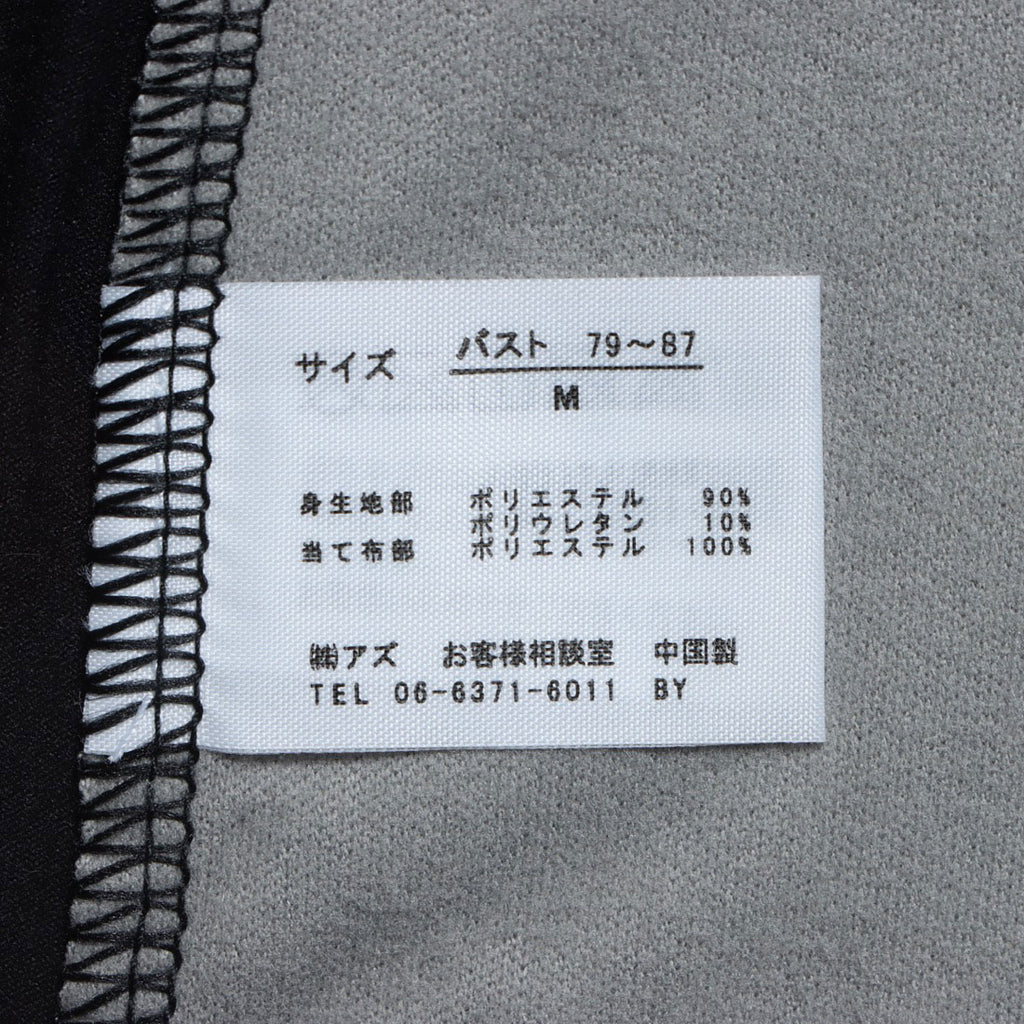 サイズ バスト 79〜87
M
身生地部 ポリエステル 90%
ポリウレタン 10%
当て布部 ポリエステル 100%
㈱アズ お客様相談室 中国製
TEL 06-6371-6011 BY